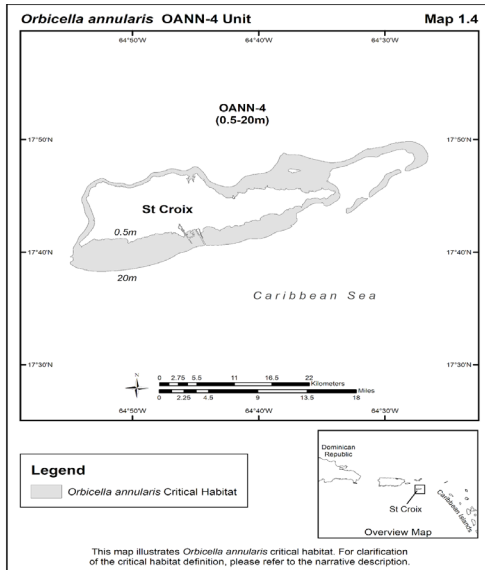 Orbicella annularis OANN-4 Unit Map 1.4
64°50'W 64°40'W 64°30'W
OANN-4
(0.5-20m)
17°50'N 17°50'N
St Croix
0.5m
17°40'N 17°40'N
20m
Caribbean Sea
N
0 2.75 5.5 11 16.5 22
Kilometers
Miles
0 2.25 4.5 9 13.5 18
17°30'N 17°30'N
64°50'W 64°40'W 64°30'W
Legend
Orbicella annularis Critical Habitat
Dominican
Republic
St Croix
Caribbean Islands
Overview Map
This map illustrates Orbicella annularis critical habitat. For clarification
of the critical habitat definition, please refer to the narrative description.